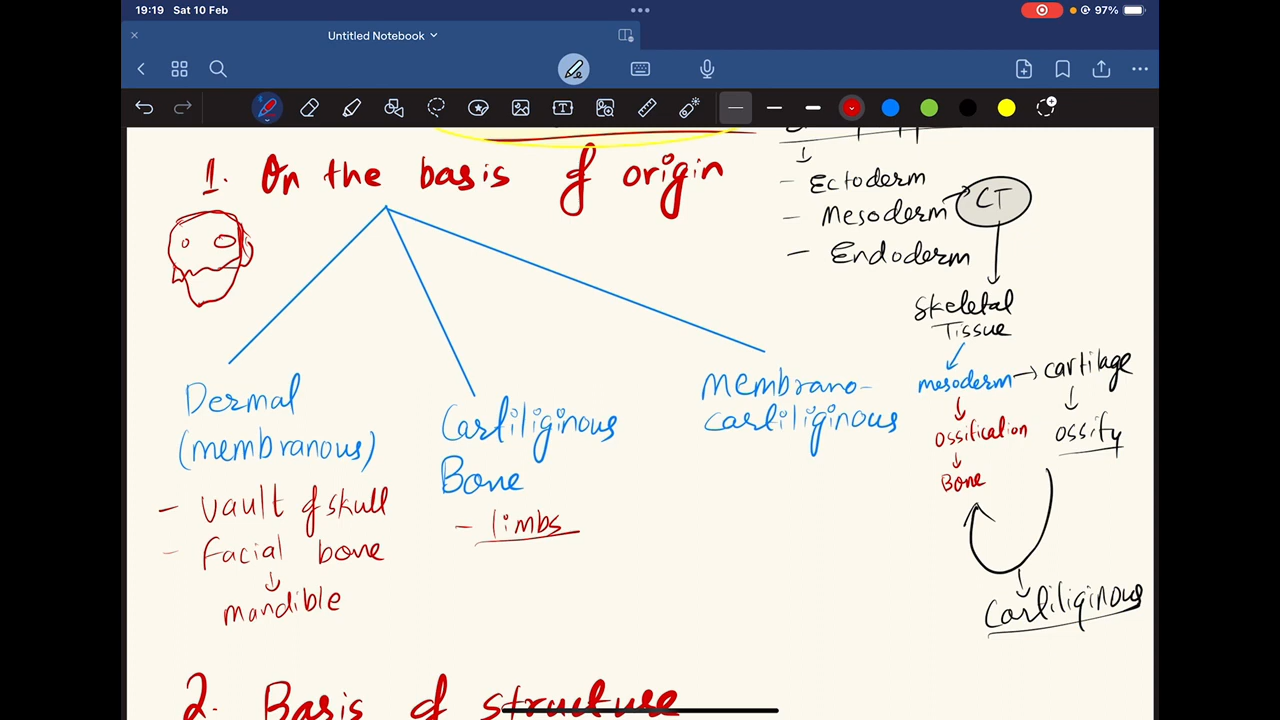 19:19 Sat 10 Feb
97%
Untitled Notebook
1. On the basis of origin
Ectoderm
Mesoderm
CT
Endoderm
Skeletal
Tissue
mesoderm
cartilage
Ossification
ossify
Bone
Cartiliginous
Dermal
(membranous)
- Vault of skull
- Facial bone
mandible
Cartiliginous
Bone
- limbs
Membrano-
cartiliginous
2. Basis of structure